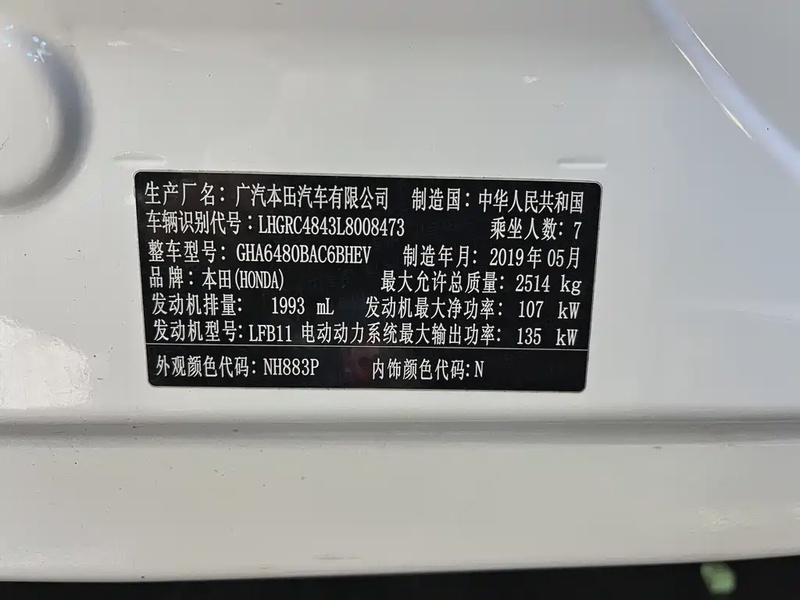 生产厂名：广汽本田汽车有限公司 制造国：中华人民共和国
车辆识别代号：LHGRC4843L8008473 乘坐人数：7
整车型号：GHA6480BAC6BHEV 制造年月：2019年05月
品牌：本田(HONDA) 最大允许总质量：2514 kg
发动机排量：1993 mL 发动机最大净功率：107 kW
发动机型号：LFB11 电动动力系统最大输出功率：135 kW
外观颜色代码：NH883P 内饰颜色代码：N